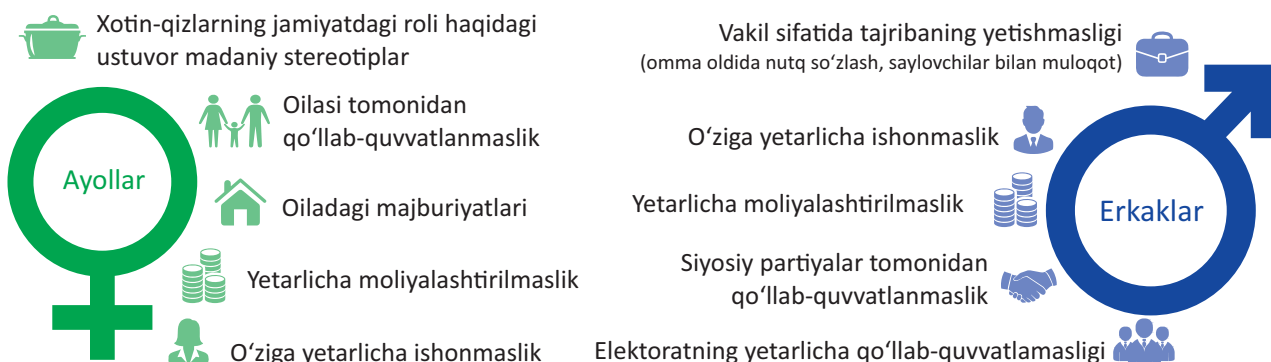 Xotin-qizlarning jamiyatdagi roli haqidagi
ustuvor madaniy stereotiplar
Oilasi tomonidan
qo‘llab-quvvatlanmaslik
Ayollar
Oiladagi majburiyatlari
Yetarlicha moliyalashtirilmaslik
O‘ziga yetarlicha ishonmaslik
Vakil sifatida tajribaning yetishmasligi
(omma oldida nutq so‘zlash, saylovchilar bilan muloqot)
O‘ziga yetarlicha ishonmaslik
Yetarlicha moliyalashtirilmaslik
Erkaklar
Siyosiy partiyalar tomonidan
qo‘llab-quvvatlanmaslik
Elektoratning yetarlicha qo‘llab-quvvatlamasligi